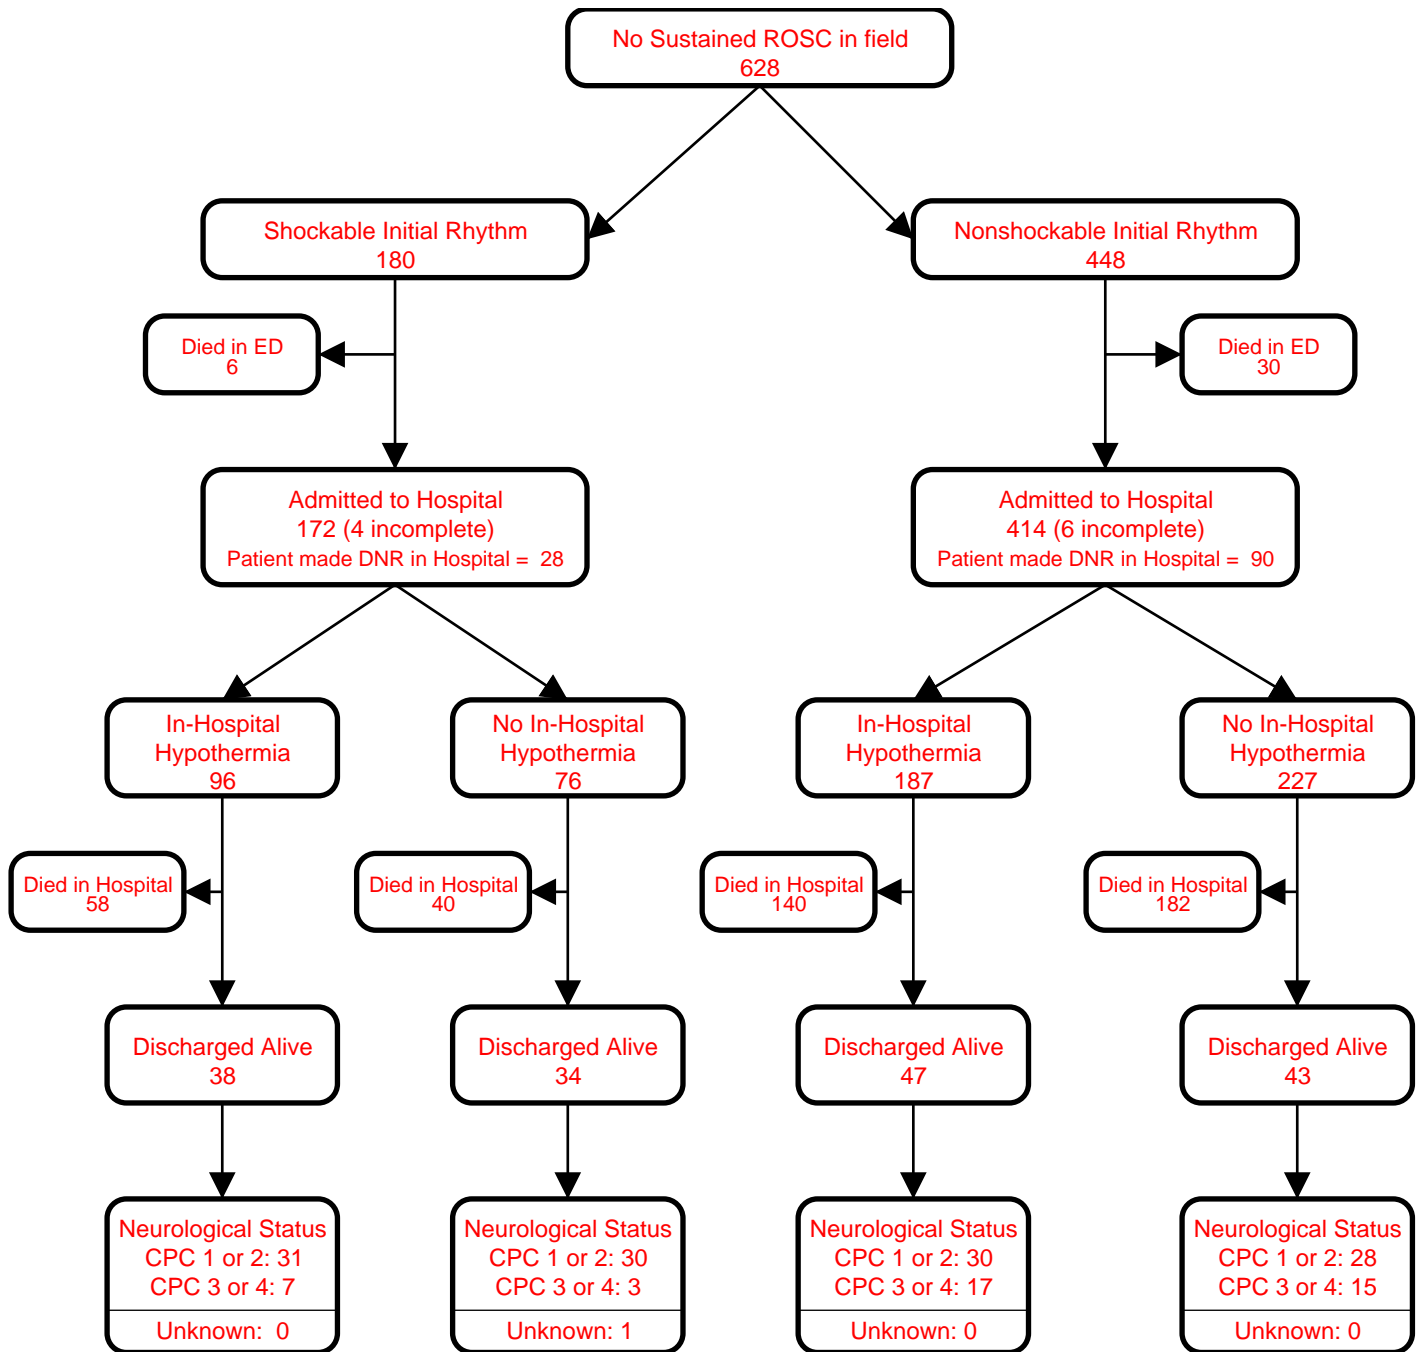 No Sustained ROSC in field
628
Shockable Initial Rhythm
180
Nonshockable Initial Rhythm
448
Died in ED
6
Died in ED
30
Admitted to Hospital
172 (4 incomplete)
Patient made DNR in Hospital = 28
Admitted to Hospital
414 (6 incomplete)
Patient made DNR in Hospital = 90
In-Hospital
Hypothermia
96
No In-Hospital
Hypothermia
76
In-Hospital
Hypothermia
187
No In-Hospital
Hypothermia
227
Died in Hospital
58
Died in Hospital
40
Died in Hospital
140
Died in Hospital
182
Discharged Alive
38
Discharged Alive
34
Discharged Alive
47
Discharged Alive
43
Neurological Status
CPC 1 or 2: 31
CPC 3 or 4: 7
Unknown: 0
Neurological Status
CPC 1 or 2: 30
CPC 3 or 4: 3
Unknown: 1
Neurological Status
CPC 1 or 2: 30
CPC 3 or 4: 17
Unknown: 0
Neurological Status
CPC 1 or 2: 28
CPC 3 or 4: 15
Unknown: 0